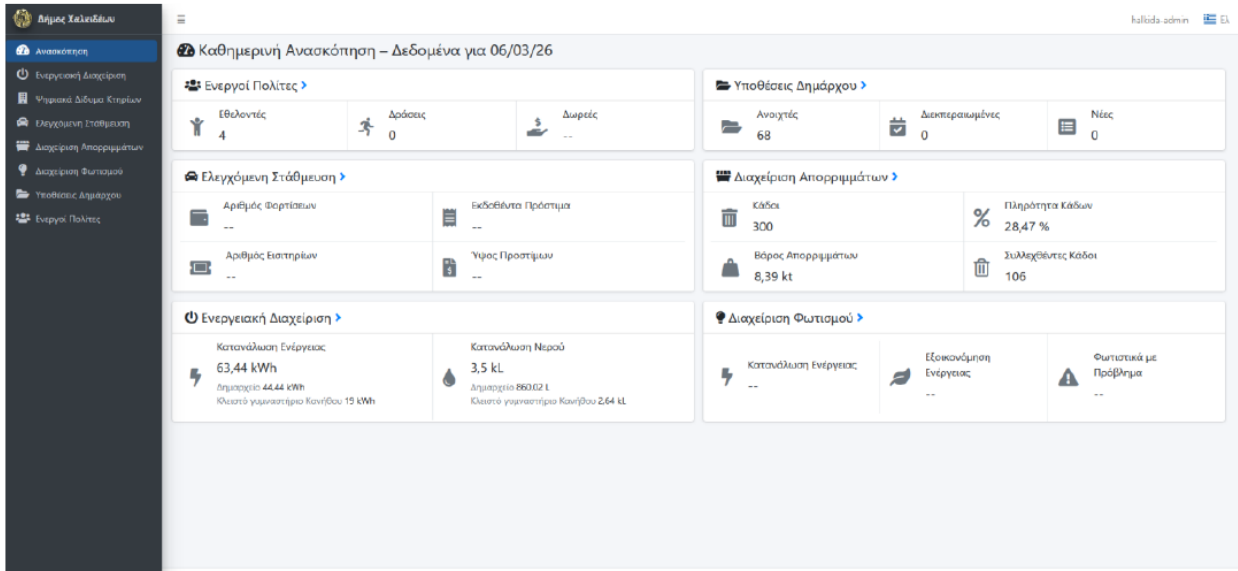 Δήμος Χαλκιδέων
halkida-admin
Ελ
Ανασκόπηση
Ενεργειακή Διαχείριση
Ψηφιακά Δίδυμα Κτηρίων
Ελεγχόμενη Στάθμευση
Διαχείριση Απορριμμάτων
Διαχείριση Φωτισμού
Υποθέσεις Δημάρχου
Ενεργοί Πολίτες
Καθημερινή Ανασκόπηση – Δεδομένα για 06/03/26
Ενεργοί Πολίτες
Εθελοντές
4
Δράσεις
0
Δωρεές
--
Υποθέσεις Δημάρχου
Ανοιχτές
68
Διεκπεραιωμένες
0
Νέες
0
Ελεγχόμενη Στάθμευση
Αριθμός Φορτίσεων
--
Εκδοθέντα Πρόστιμα
--
Αριθμός Εισιτηρίων
--
Ύψος Προστίμων
--
Διαχείριση Απορριμμάτων
Κάδοι
300
Πληρότητα Κάδων
28,47 %
Βάρος Απορριμμάτων
8,39 kt
Συλλεχθέντες Κάδοι
106
Ενεργειακή Διαχείριση
Κατανάλωση Ενέργειας
63,44 kWh
Δημαρχείο 44,44 kWh
Κλειστό γυμναστήριο Κανήθου 19 kWh
Κατανάλωση Νερού
3,5 kL
Δημαρχείο 860,02 L
Κλειστό γυμναστήριο Κανήθου 2,64 kL
Διαχείριση Φωτισμού
Κατανάλωση Ενέργειας
--
Εξοικονόμηση
Ενέργειας
--
Φωτιστικά με
Πρόβλημα
--